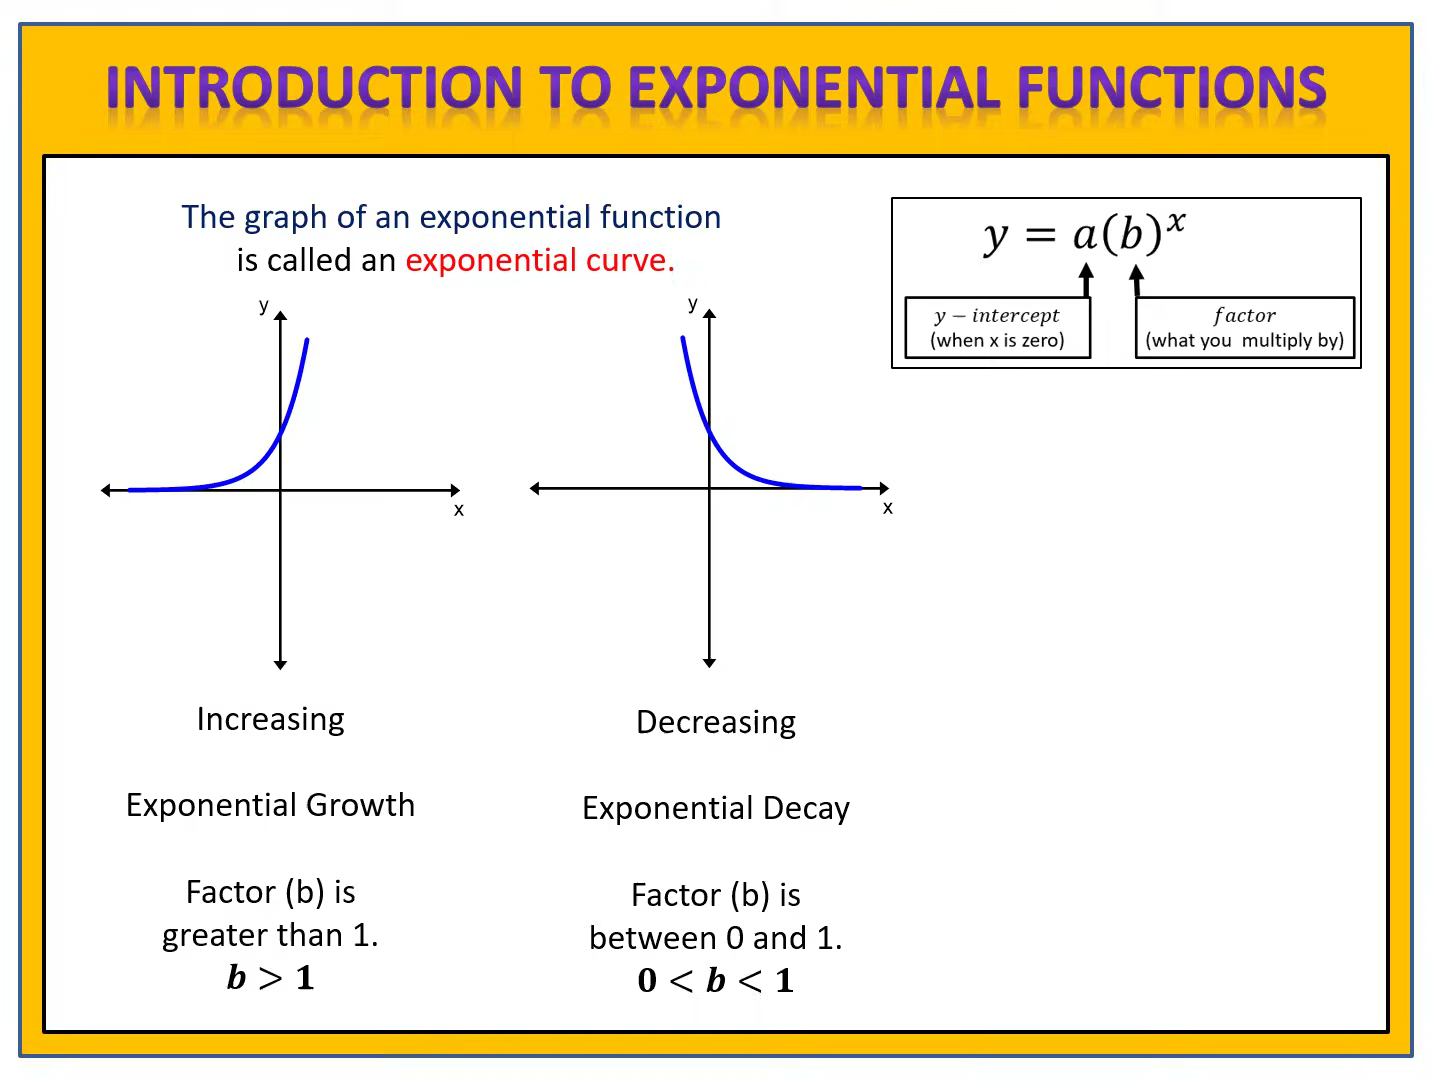 INTRODUCTION TO EXPONENTIAL FUNCTIONS
The graph of an exponential function
is called an exponential curve.
y = a(b)^x
y − intercept
(when x is zero)
factor
(what you multiply by)
y
x
y
x
Increasing
Exponential Growth
Factor (b) is
greater than 1.
b > 1
Decreasing
Exponential Decay
Factor (b) is
between 0 and 1.
0 < b < 1